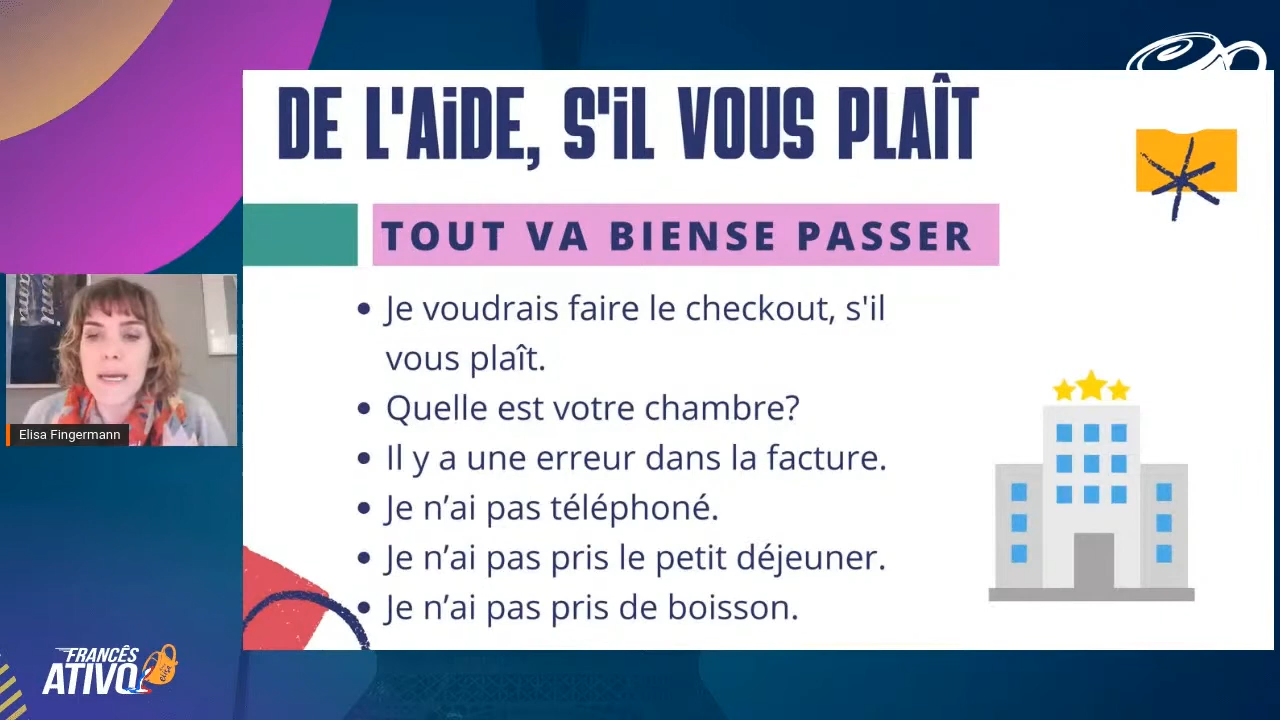 DE L'AiDE, S'iL VOUS PLAÎT
TOUT VA BIENSE PASSER
• Je voudrais faire le checkout, s'il
vous plaît.
• Quelle est votre chambre?
• Il y a une erreur dans la facture.
• Je n’ai pas téléphoné.
• Je n’ai pas pris le petit déjeuner.
• Je n’ai pas pris de boisson.
Elisa Fingermann
FRANCÊS
ATIVO